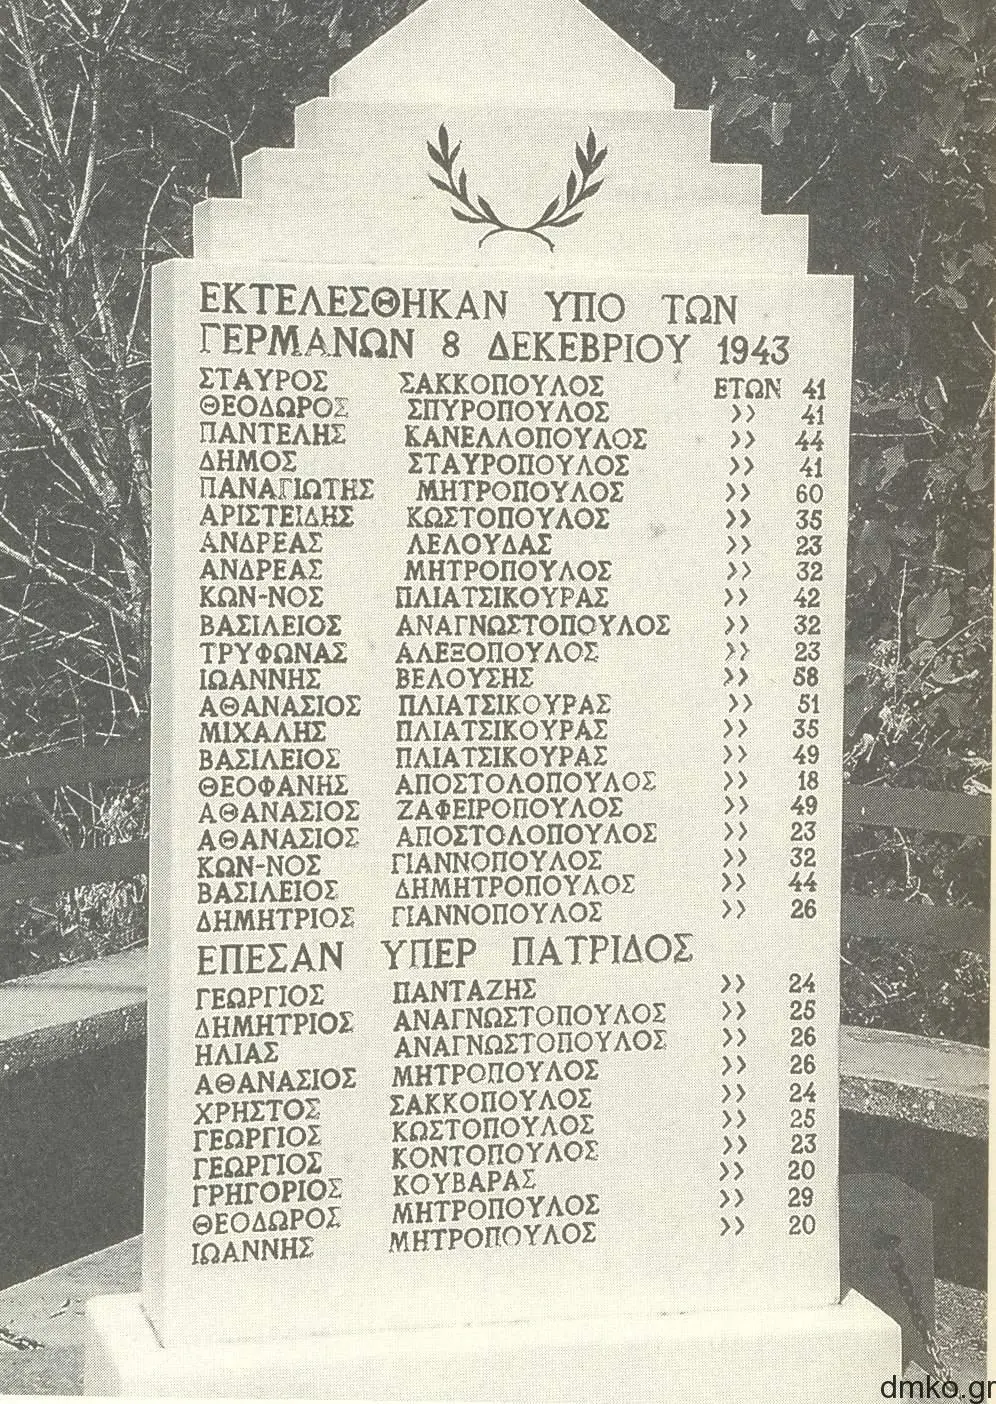 ΕΚΤΕΛΕΣΘΗΚΑΝ ΥΠΟ ΤΩΝ
ΓΕΡΜΑΝΩΝ 8 ΔΕΚΕΒΡΙΟΥ 1943
ΣΤΑΥΡΟΣ ΣΑΚΚΟΠΟΥΛΟΣ ΕΤΩΝ 41
ΘΕΟΔΩΡΟΣ ΣΠΥΡΟΠΟΥΛΟΣ » 41
ΠΑΝΤΕΛΗΣ ΚΑΝΕΛΛΟΠΟΥΛΟΣ » 44
ΔΗΜΟΣ ΣΤΑΥΡΟΠΟΥΛΟΣ » 41
ΠΑΝΑΓΙΩΤΗΣ ΜΗΤΡΟΠΟΥΛΟΣ » 60
ΑΡΙΣΤΕΙΔΗΣ ΚΩΣΤΟΠΟΥΛΟΣ » 35
ΑΝΔΡΕΑΣ ΛΕΛΟΥΔΑΣ » 23
ΑΝΔΡΕΑΣ ΜΗΤΡΟΠΟΥΛΟΣ » 32
ΚΩΝ-ΝΟΣ ΠΛΙΑΤΣΙΚΟΥΡΑΣ » 42
ΒΑΣΙΛΕΙΟΣ ΑΝΑΓΝΩΣΤΟΠΟΥΛΟΣ » 32
ΤΡΥΦΩΝΑΣ ΑΛΕΞΟΠΟΥΛΟΣ » 23
ΙΩΑΝΝΗΣ ΒΕΛΟΥΣΗΣ » 58
ΑΘΑΝΑΣΙΟΣ ΠΛΙΑΤΣΙΚΟΥΡΑΣ » 51
ΜΙΧΑΛΗΣ ΠΛΙΑΤΣΙΚΟΥΡΑΣ » 35
ΒΑΣΙΛΕΙΟΣ ΠΛΙΑΤΣΙΚΟΥΡΑΣ » 49
ΘΕΟΦΑΝΗΣ ΑΠΟΣΤΟΛΟΠΟΥΛΟΣ » 18
ΑΘΑΝΑΣΙΟΣ ΖΑΦΕΙΡΟΠΟΥΛΟΣ » 49
ΑΘΑΝΑΣΙΟΣ ΑΠΟΣΤΟΛΟΠΟΥΛΟΣ » 23
ΚΩΝ-ΝΟΣ ΓΙΑΝΝΟΠΟΥΛΟΣ » 32
ΒΑΣΙΛΕΙΟΣ ΔΗΜΗΤΡΟΠΟΥΛΟΣ » 44
ΔΗΜΗΤΡΙΟΣ ΓΙΑΝΝΟΠΟΥΛΟΣ » 26
ΕΠΕΣΑΝ ΥΠΕΡ ΠΑΤΡΙΔΟΣ
ΓΕΩΡΓΙΟΣ ΠΑΝΤΑΖΗΣ » 24
ΔΗΜΗΤΡΙΟΣ ΑΝΑΓΝΩΣΤΟΠΟΥΛΟΣ » 25
ΗΛΙΑΣ ΑΝΑΓΝΩΣΤΟΠΟΥΛΟΣ » 26
ΑΘΑΝΑΣΙΟΣ ΜΗΤΡΟΠΟΥΛΟΣ » 26
ΧΡΗΣΤΟΣ ΣΑΚΚΟΠΟΥΛΟΣ » 24
ΓΕΩΡΓΙΟΣ ΚΩΣΤΟΠΟΥΛΟΣ » 25
ΓΕΩΡΓΙΟΣ ΚΟΝΤΟΠΟΥΛΟΣ » 23
ΓΡΗΓΟΡΙΟΣ ΚΟΥΒΑΡΑΣ » 20
ΘΕΟΔΩΡΟΣ ΜΗΤΡΟΠΟΥΛΟΣ » 29
ΙΩΑΝΝΗΣ ΜΗΤΡΟΠΟΥΛΟΣ » 20
dmko.gr